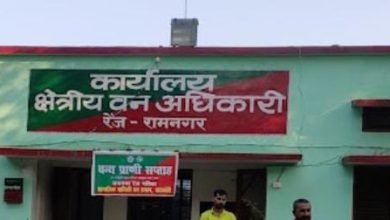 कार्यालय
क्षेत्रीय वन अधिकारी
रेंज - रामनगर
वन्य प्राणी सप्ताह